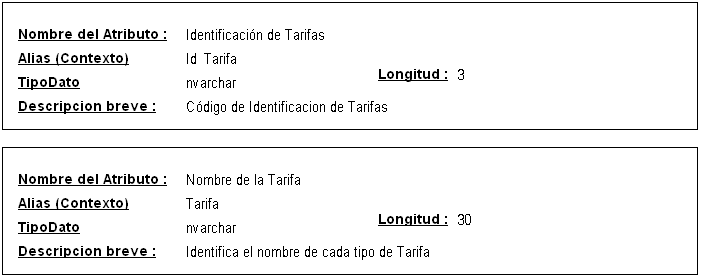 Nombre del Atributo : Identificación de Tarifas
Alias (Contexto) Id Tarifa
TipoDato nvarchar Longitud : 3
Descripcion breve : Código de Identificacion de Tarifas
Nombre del Atributo : Nombre de la Tarifa
Alias (Contexto) Tarifa
TipoDato nvarchar Longitud : 30
Descripcion breve : Identifica el nombre de cada tipo de Tarifa